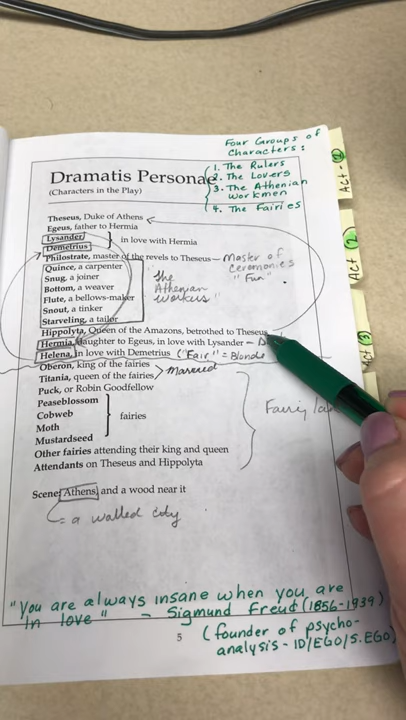 Four Groups of
Characters:
1. The Rulers
2. The Lovers
3. The Athenian
Workmen
4. The Fairies
Act
Dramatis Personae
(Characters in the Play)
Theseus, Duke of Athens
Egeus, father to Hermia
Lysander
Demetrius
in love with Hermia
Philostrate, master of the revels to Theseus — Master of
Ceremonies
"Fun"
Quince, a carpenter
Snug, a joiner
Bottom, a weaver
Flute, a bellows-maker
Snout, a tinker
Starveling, a tailor
The
Athenian
Workers"
Act 2
Hippolyta, Queen of the Amazons, betrothed to Theseus
Hermia, daughter to Egeus, in love with Lysander –
Helena, in love with Demetrius ("Fair" = Blonde
Act 3
Oberon, king of the fairies
Titania, queen of the fairies
Married
Puck, or Robin Goodfellow
Peaseblossom
Cobweb
Moth
Mustardseed
fairies
Fairy
Other fairies attending their king and queen
Attendants on Theseus and Hippolyta
Scene: Athens, and a wood near it
= a walled city
"You are always insane when you are
in love" – Sigmund Freud (1856-1939)
(founder of psycho-
analysis - ID/EGO/S.EGO)
5